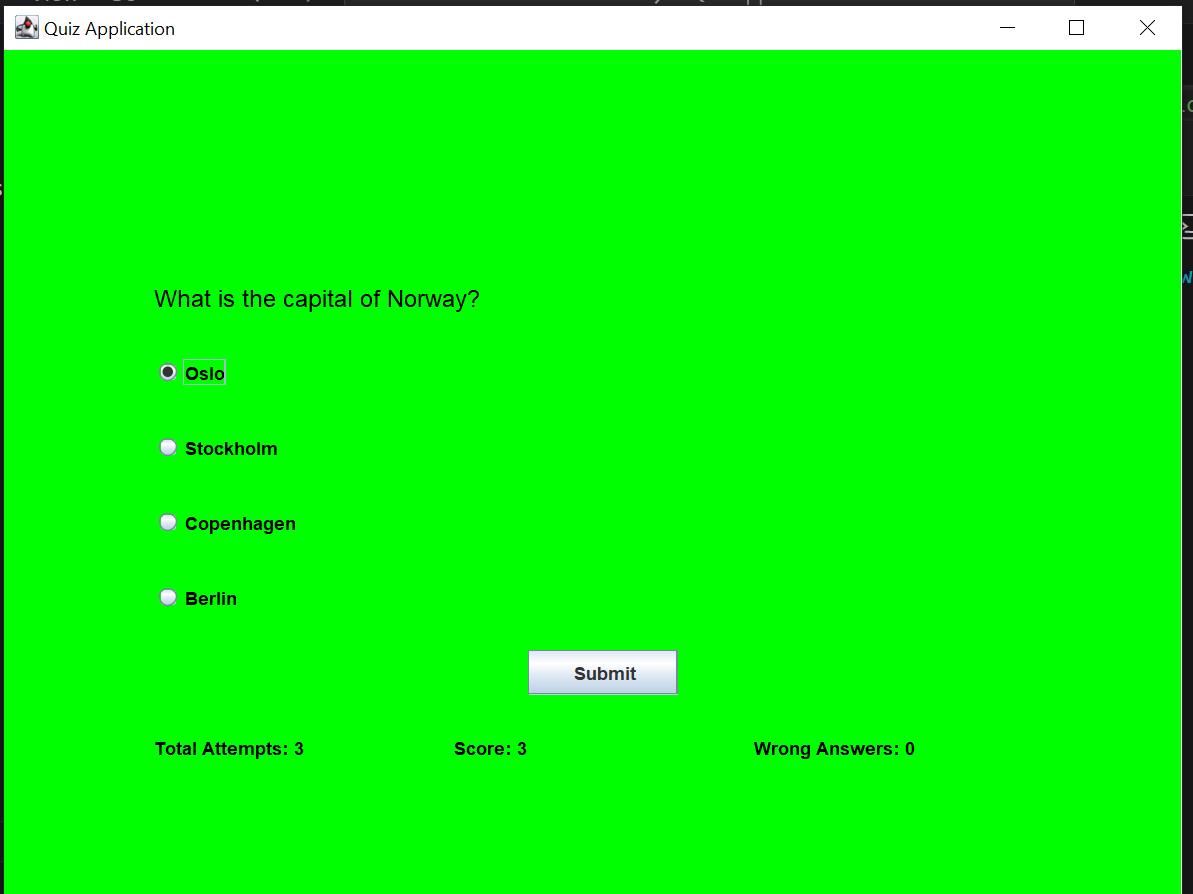 Quiz Application
What is the capital of Norway?
Oslo
Stockholm
Copenhagen
Berlin
Submit
Total Attempts: 3 Score: 3 Wrong Answers: 0